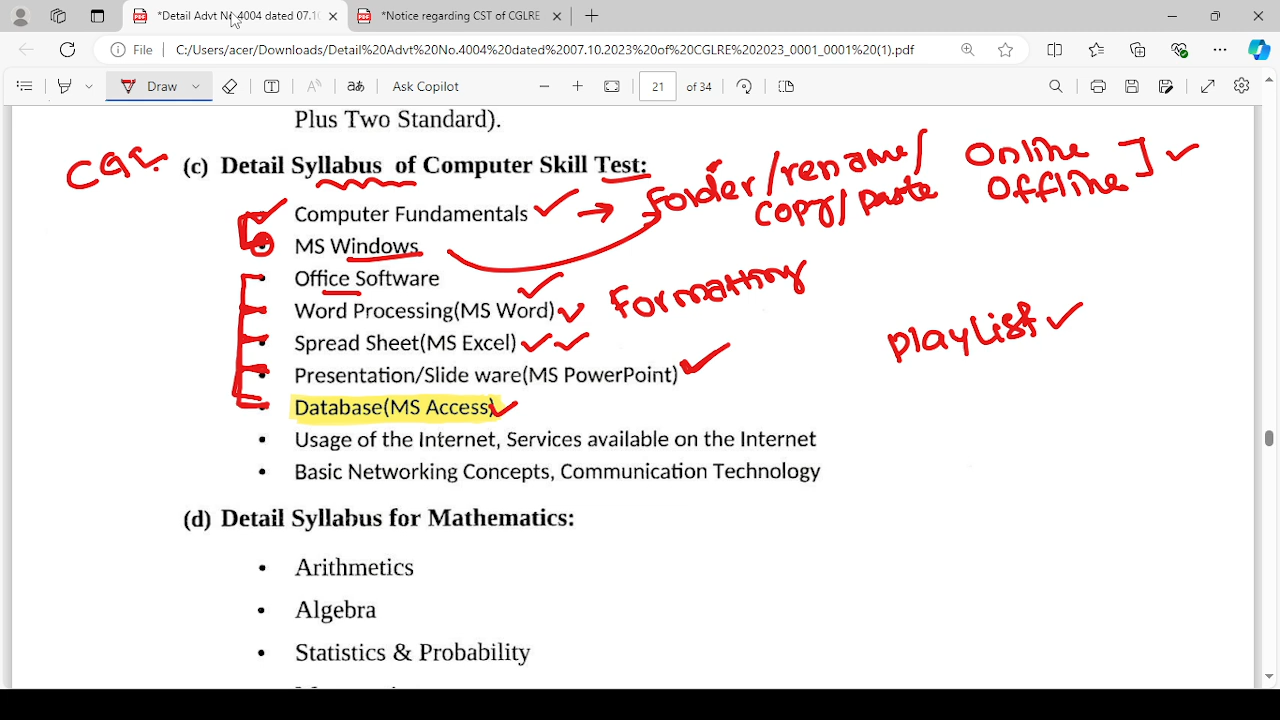 *Detail Advt No.4004 dated 07.10
*Notice regarding CST of CGLRE
File
C:/Users/acer/Downloads/Detail%20Advt%20No.4004%20dated%2007.10.2023%20of%20CGLRE%202023_0001_0001%20(1).pdf
Draw
Ask Copilot
21 of 34
Plus Two Standard).
(c) Detail Syllabus of Computer Skill Test:
Folder/rename/
Copy/Paste
Online
Offline
• Computer Fundamentals
• MS Windows
• Office Software
• Word Processing(MS Word)
Formatting
• Spread Sheet(MS Excel)
Playlist
• Presentation/Slide ware(MS PowerPoint)
• Database(MS Access)
• Usage of the Internet, Services available on the Internet
• Basic Networking Concepts, Communication Technology
(d) Detail Syllabus for Mathematics:
• Arithmetics
• Algebra
• Statistics & Probability